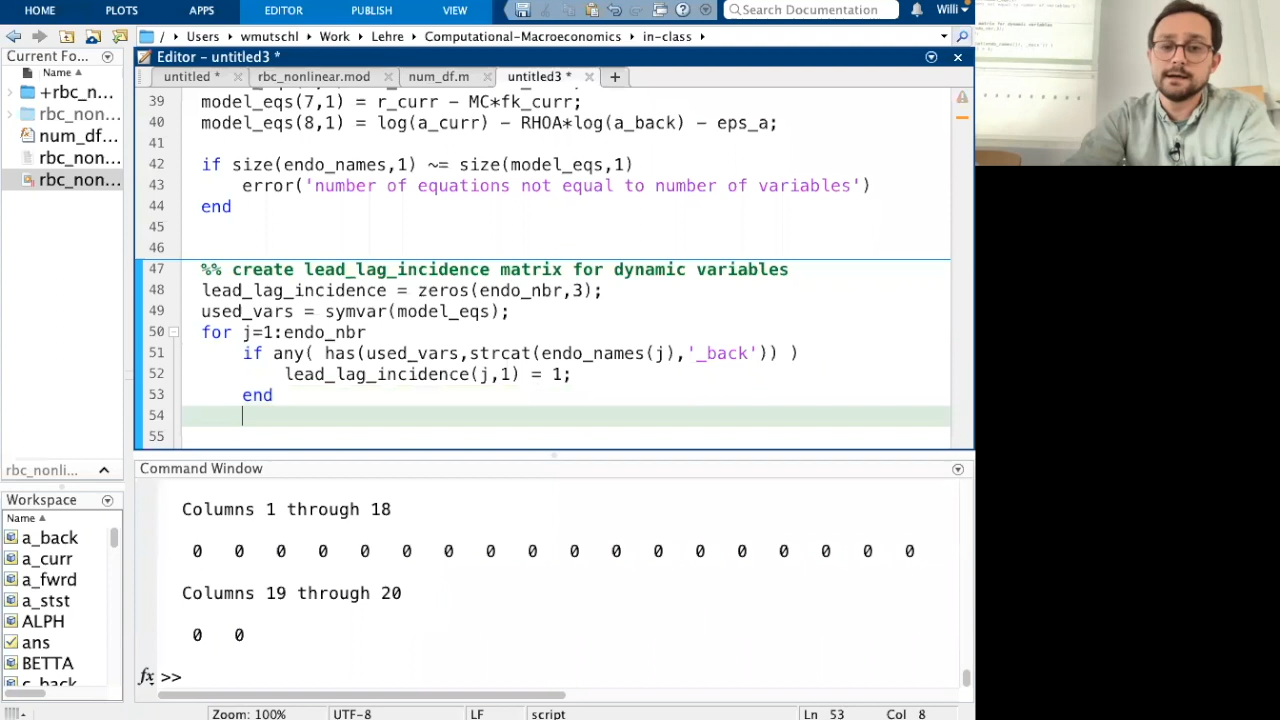 HOME PLOTS APPS EDITOR PUBLISH VIEW Search Documentation Willi
/ Users wmutschl Documents Computional-Macroeconomics in-class
Current Fo... Editor - untitled3 *
Name untitled * num_df.m untitled3 *
+rbc_n...
rbc_non...
num_df...
rbc_non...
rbc_non...
39 model_eqs(7,1) = r_curr - MC*fk_curr;
40 model_eqs(8,1) = log(a_curr) - RHOA*log(a_back) - eps_a;
41
42 if size(endo_names,1) ~= size(model_eqs,1)
43 error('number of equations not equal to number of variables')
44 end
45
46
47 %% create lead_lag_incidence matrix for dynamic variables
48 lead_lag_incidence = zeros(endo_nbr,3);
49 used_vars = symvar(model_eqs);
50 for j=1:endo_nbr
51 if any( has(used_vars,strcat(endo_names(j),'_back')) )
52 lead_lag_incidence(j,1) = 1;
53 end
54
55
rbc_nonli...
Workspace
Name
a_back
a_curr
a_fwrd
a_stst
ALPH
ans
BETTA
c_back
Command Window
Columns 1 through 18
0 0 0 0 0 0 0 0 0 0 0 0 0 0 0 0 0 0
Columns 19 through 20
0 0
fx >>
Zoom: 100% UTF-8 LF script Ln 53 Col 8